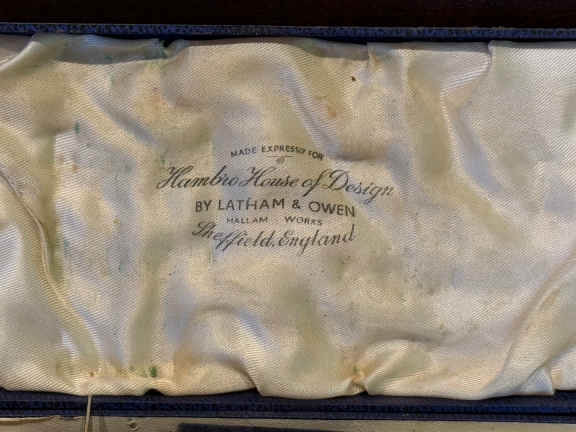 MADE EXPRESSLY FOR
Hambro House of Design
BY LATHAM & OWEN
HALLAM WORKS
Sheffield, England